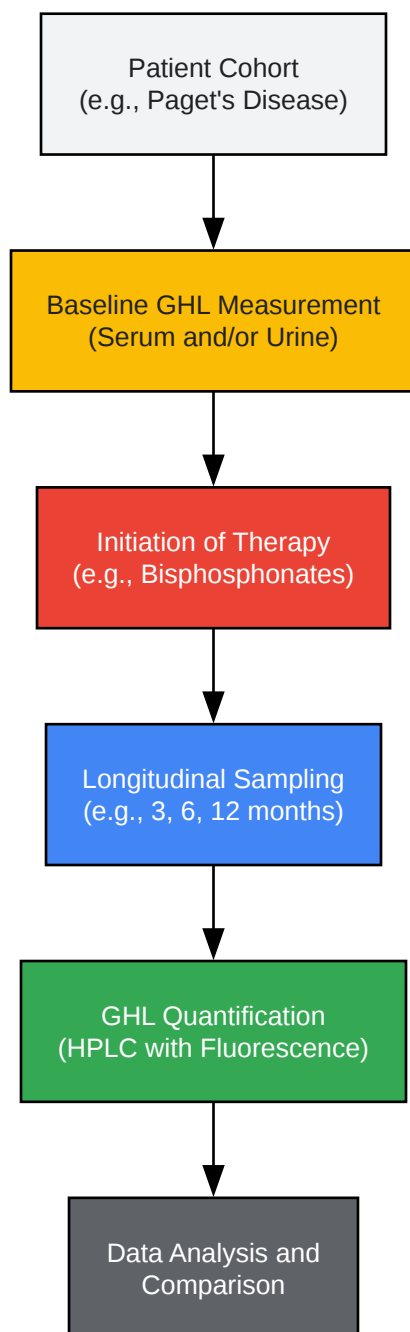 Patient Cohort
(e.g., Paget's Disease)
Baseline GHL Measurement
(Serum and/or Urine)
Initiation of Therapy
(e.g., Bisphosphonates)
Longitudinal Sampling
(e.g., 3, 6, 12 months)
GHL Quantification
(HPLC with Fluorescence)
Data Analysis and
Comparison